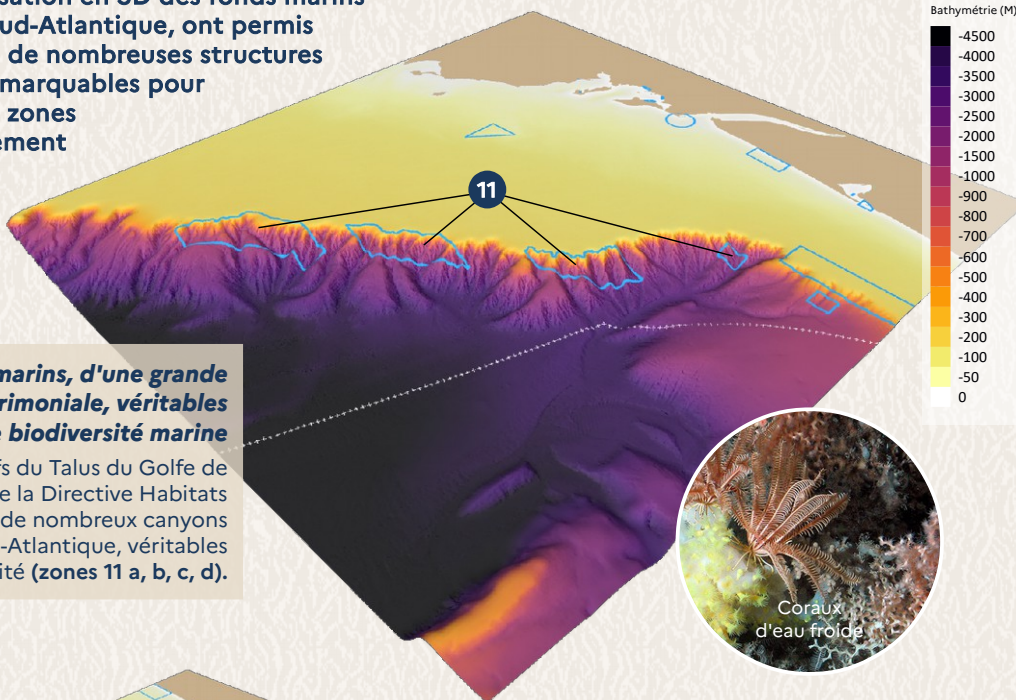 sation en 3D des fonds marins
ud-Atlantique, ont permis
de nombreuses structures
marquables pour
zones
ement
11
marins, d'une grande
rimoniale, véritables
biodiversité marine
fs du Talus du Golfe de
la Directive Habitats
de nombreux canyons
-Atlantique, véritables
ité (zones 11 a, b, c, d).
Coraux
d'eau froide
Bathymétrie (M)
-4500
-4000
-3500
-3000
-2500
-2000
-1500
-1000
-900
-800
-700
-600
-500
-400
-300
-200
-100
-50
0